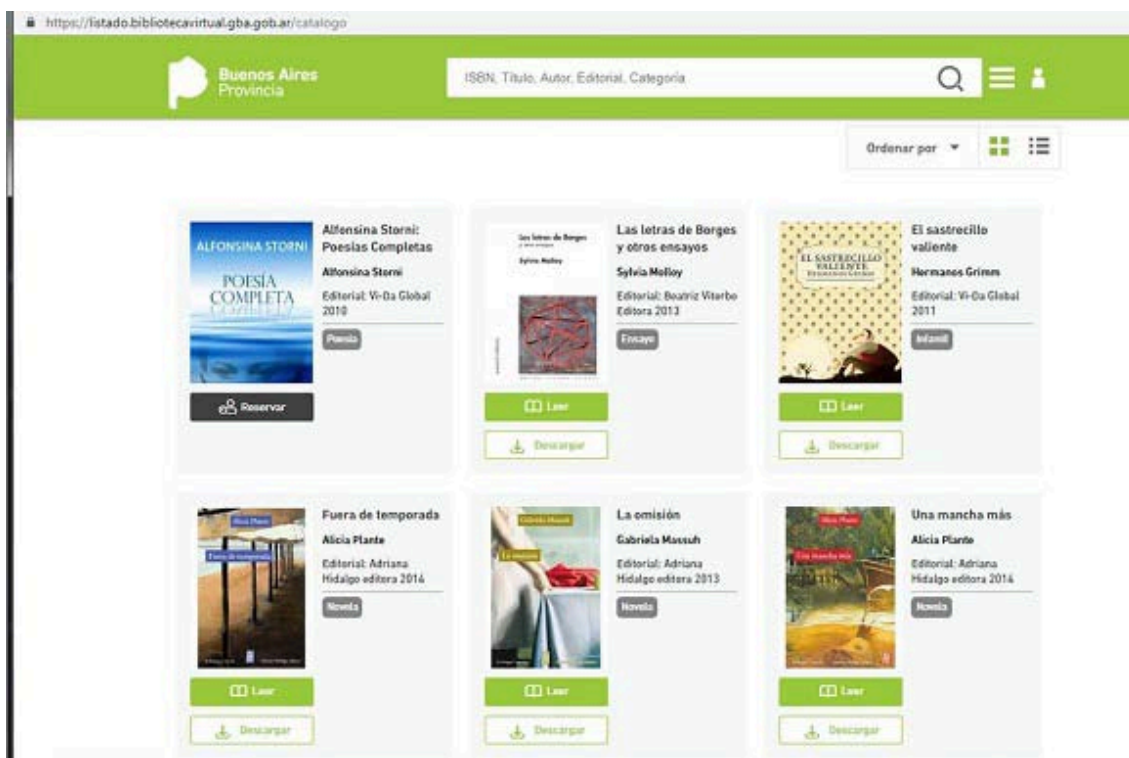 https://listado.bibliotecavirtual.gba.gob.ar/catalogo
Buenos Aires
Provincia
ISBN, Título, Autor, Editorial, Categoría
Ordenar por
ALFONSINA STORNI
POESÍA
COMPLETA
Alfonsina Storni:
Poesías Completas
Alfonsina Storni
Editorial: Vi-Da Global
2010
Poesía
Reservar
Las letras de Borges
y otros ensayos
Sylvia Molloy
Las letras de Borges
y otros ensayos
Sylvia Molloy
Editorial: Beatriz Viterbo
Editora 2013
Ensayo
Leer
Descargar
EL SASTRECILLO
VALIENTE
HERMANOS GRIMM
El sastrecillo
valiente
Hermanos Grimm
Editorial: Vi-Da Global
2011
Infantil
Leer
Descargar
Alicia Plante
Fuera de temporada
Fuera de temporada
Alicia Plante
Editorial: Adriana
Hidalgo editora 2014
Novela
Leer
Descargar
Gabriela Massuh
La omisión
La omisión
Gabriela Massuh
Editorial: Adriana
Hidalgo editora 2013
Novela
Leer
Descargar
Alicia Plante
Una mancha más
Una mancha más
Alicia Plante
Editorial: Adriana
Hidalgo editora 2014
Novela
Leer
Descargar